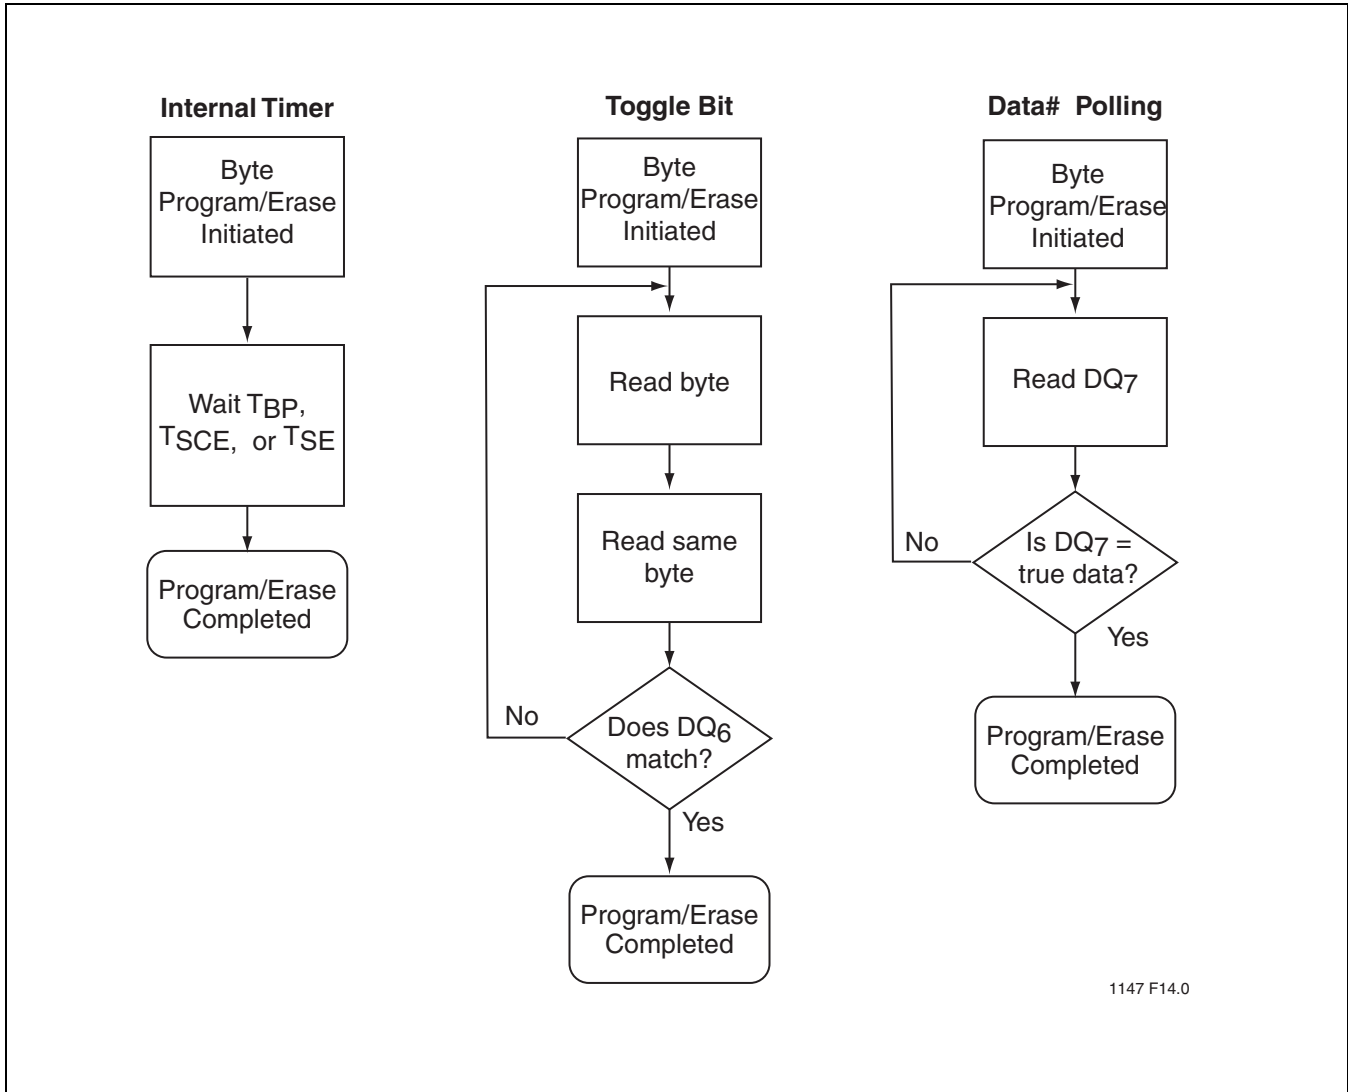 Internal Timer
Byte
Program/Erase
Initiated
Wait TBP,
TSCE, or TSE
Program/Erase
Completed
Toggle Bit
Byte
Program/Erase
Initiated
Read byte
Read same
byte
Does DQ6
match?
No
Yes
Program/Erase
Completed
Data# Polling
Byte
Program/Erase
Initiated
Read DQ7
Is DQ7 =
true data?
No
Yes
Program/Erase
Completed
1147 F14.0